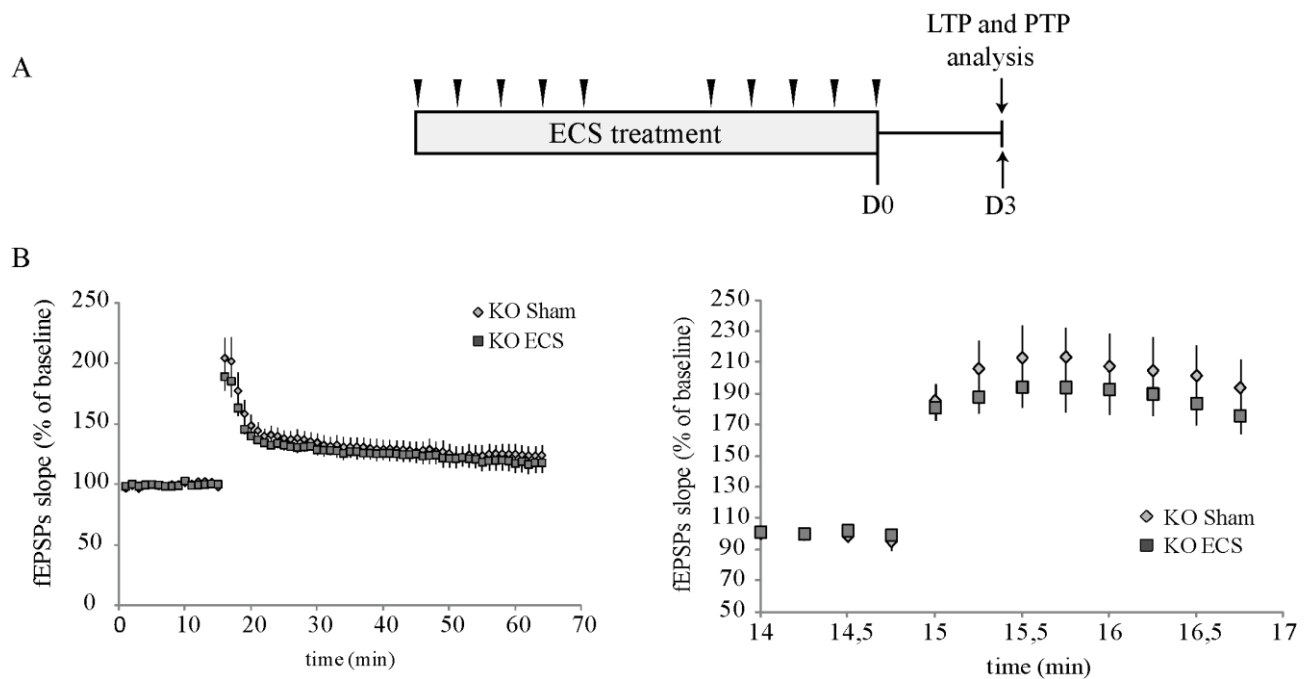 A
LTP and PTP
analysis
ECS treatment
D0
D3
B
fEPSPs slope (% of baseline)
250
200
150
100
50
0
0 10 20 30 40 50 60 70
time (min)
KO Sham
KO ECS
fEPSPs slope (% of baseline)
250
230
210
190
170
150
130
110
90
70
50
14 14,5 15 15,5 16 16,5 17
time (min)
KO Sham
KO ECS